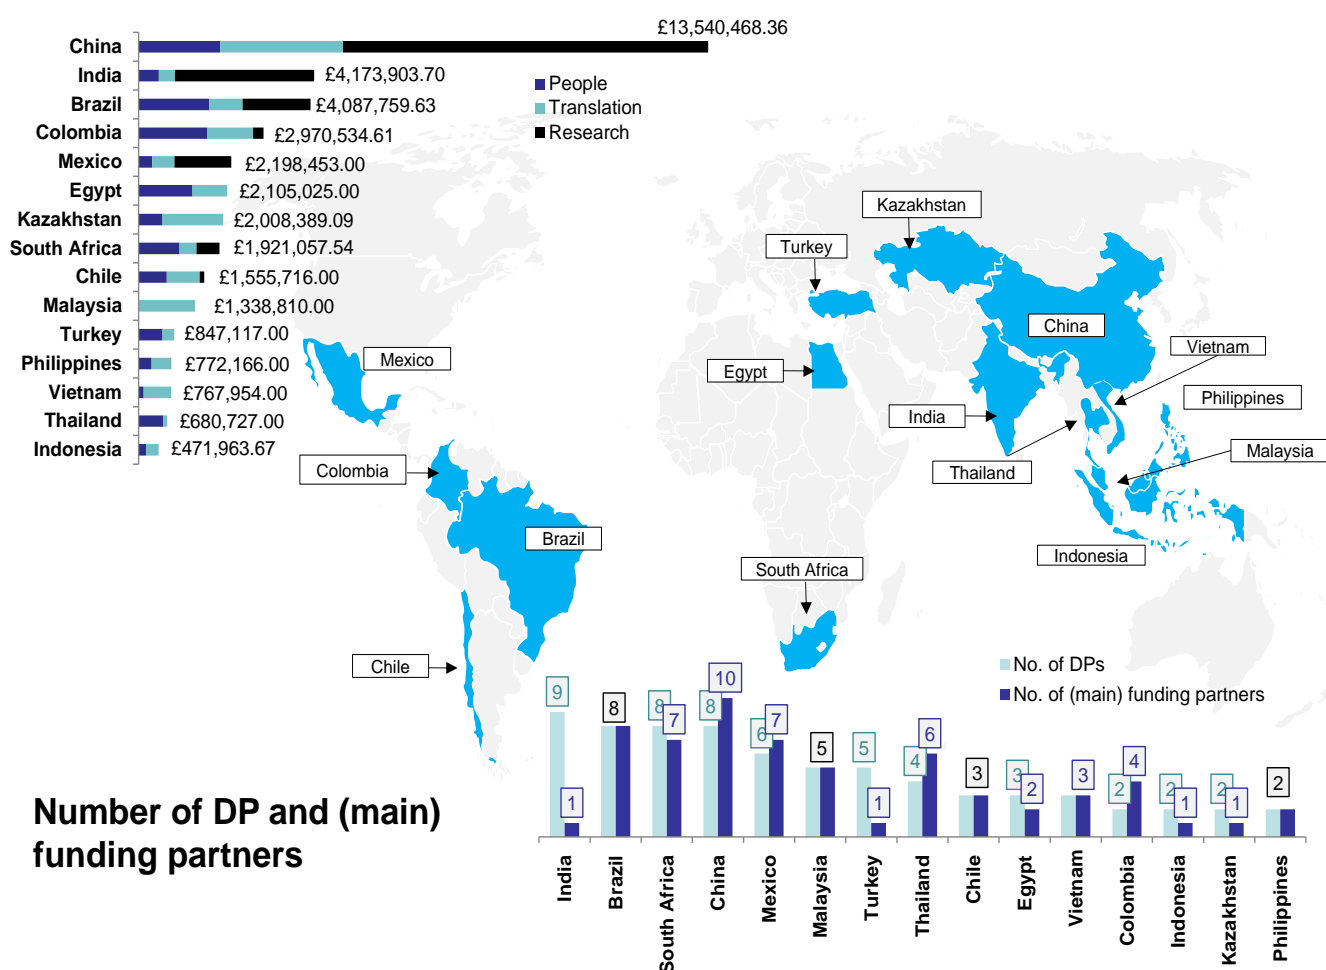 £13,540,468.36
China
India £4,173,903.70
Brazil £4,087,759.63
Colombia £2,970,534.61
Mexico £2,198,453.00
Egypt £2,105,025.00
Kazakhstan £2,008,389.09
South Africa £1,921,057.54
Chile £1,555,716.00
Malaysia £1,338,810.00
Turkey £847,117.00
Philippines £772,166.00
Vietnam £767,954.00
Thailand £680,727.00
Indonesia £471,963.67
People
Translation
Research
Kazakhstan
Turkey
China
Vietnam
Mexico
Egypt
Philippines
India
Malaysia
Thailand
Colombia
Brazil
Indonesia
South Africa
Chile
No. of DPs
No. of (main) funding partners
Number of DP and (main)
funding partners
9 1
8
8 7
8 10
6 7
5
5 1
4 6
3
3 2
3
2 4
2 1
2 1
2
India
Brazil
South Africa
China
Mexico
Malaysia
Turkey
Thailand
Chile
Egypt
Vietnam
Colombia
Indonesia
Kazakhstan
Philippines